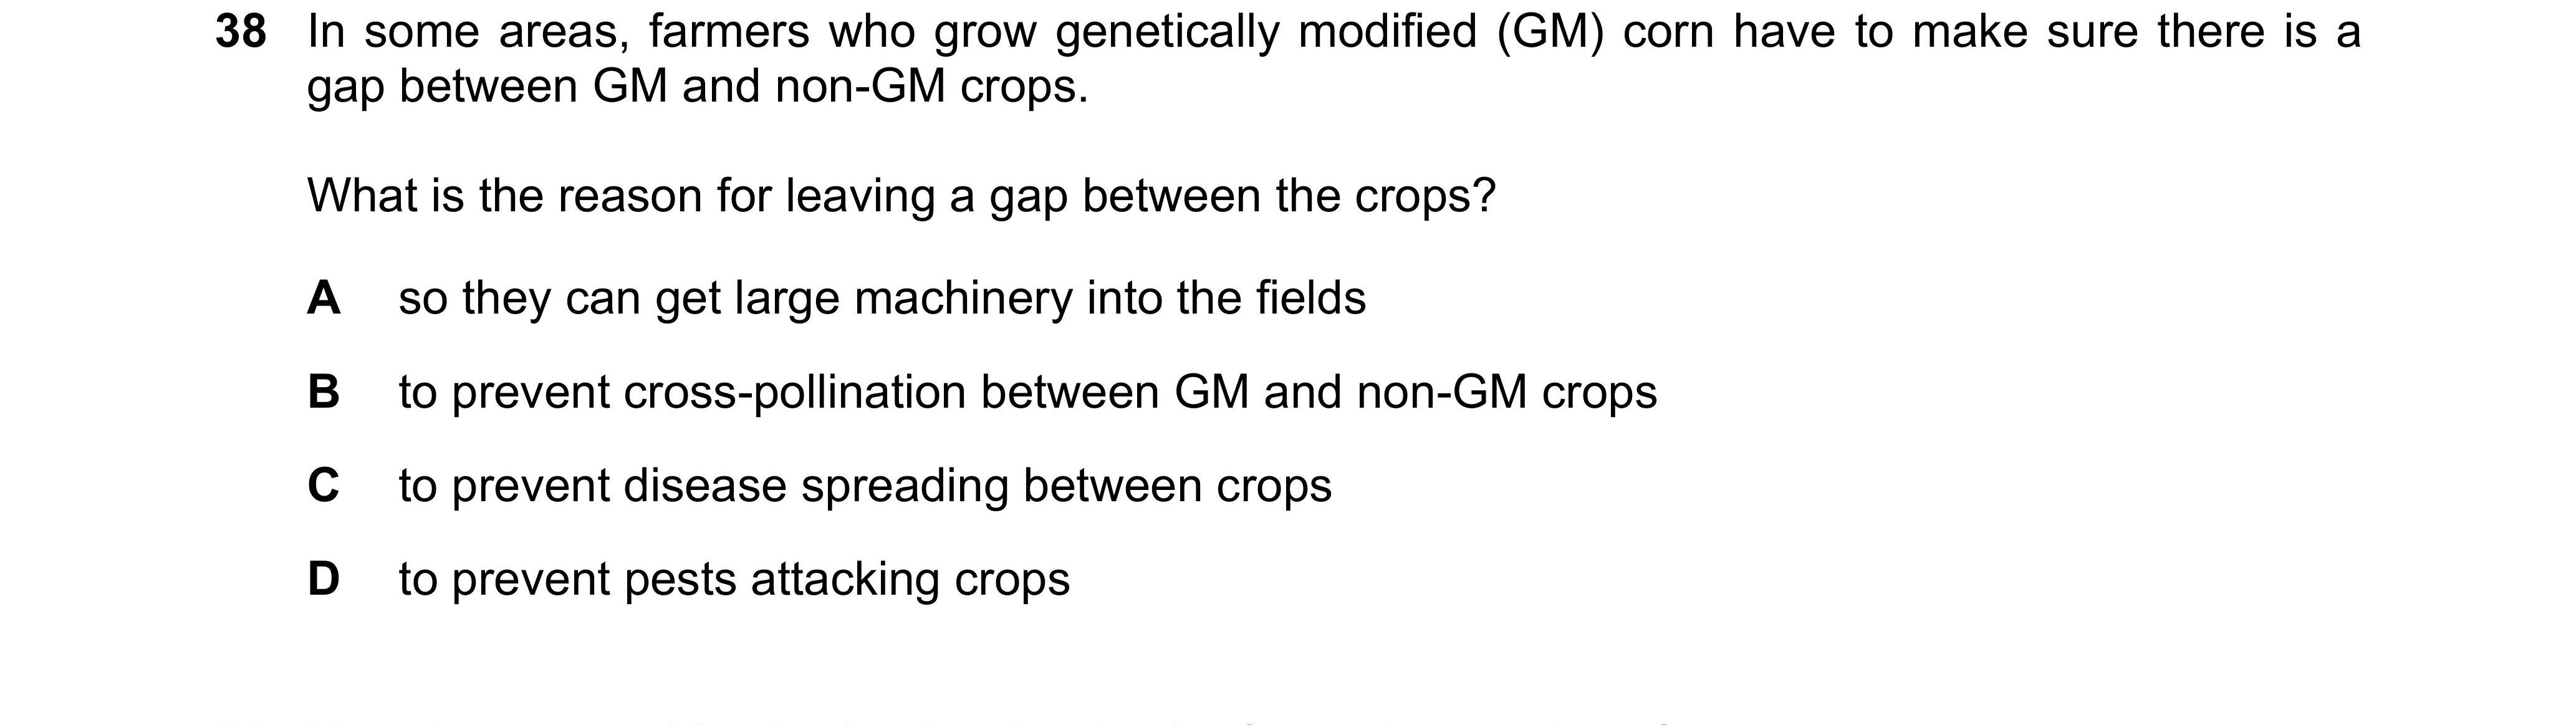 38 In some areas, farmers who grow genetically modified (GM) corn have to make sure there is a
gap between GM and non-GM crops.
What is the reason for leaving a gap between the crops?
A so they can get large machinery into the fields
B to prevent cross-pollination between GM and non-GM crops
C to prevent disease spreading between crops
D to prevent pests attacking crops